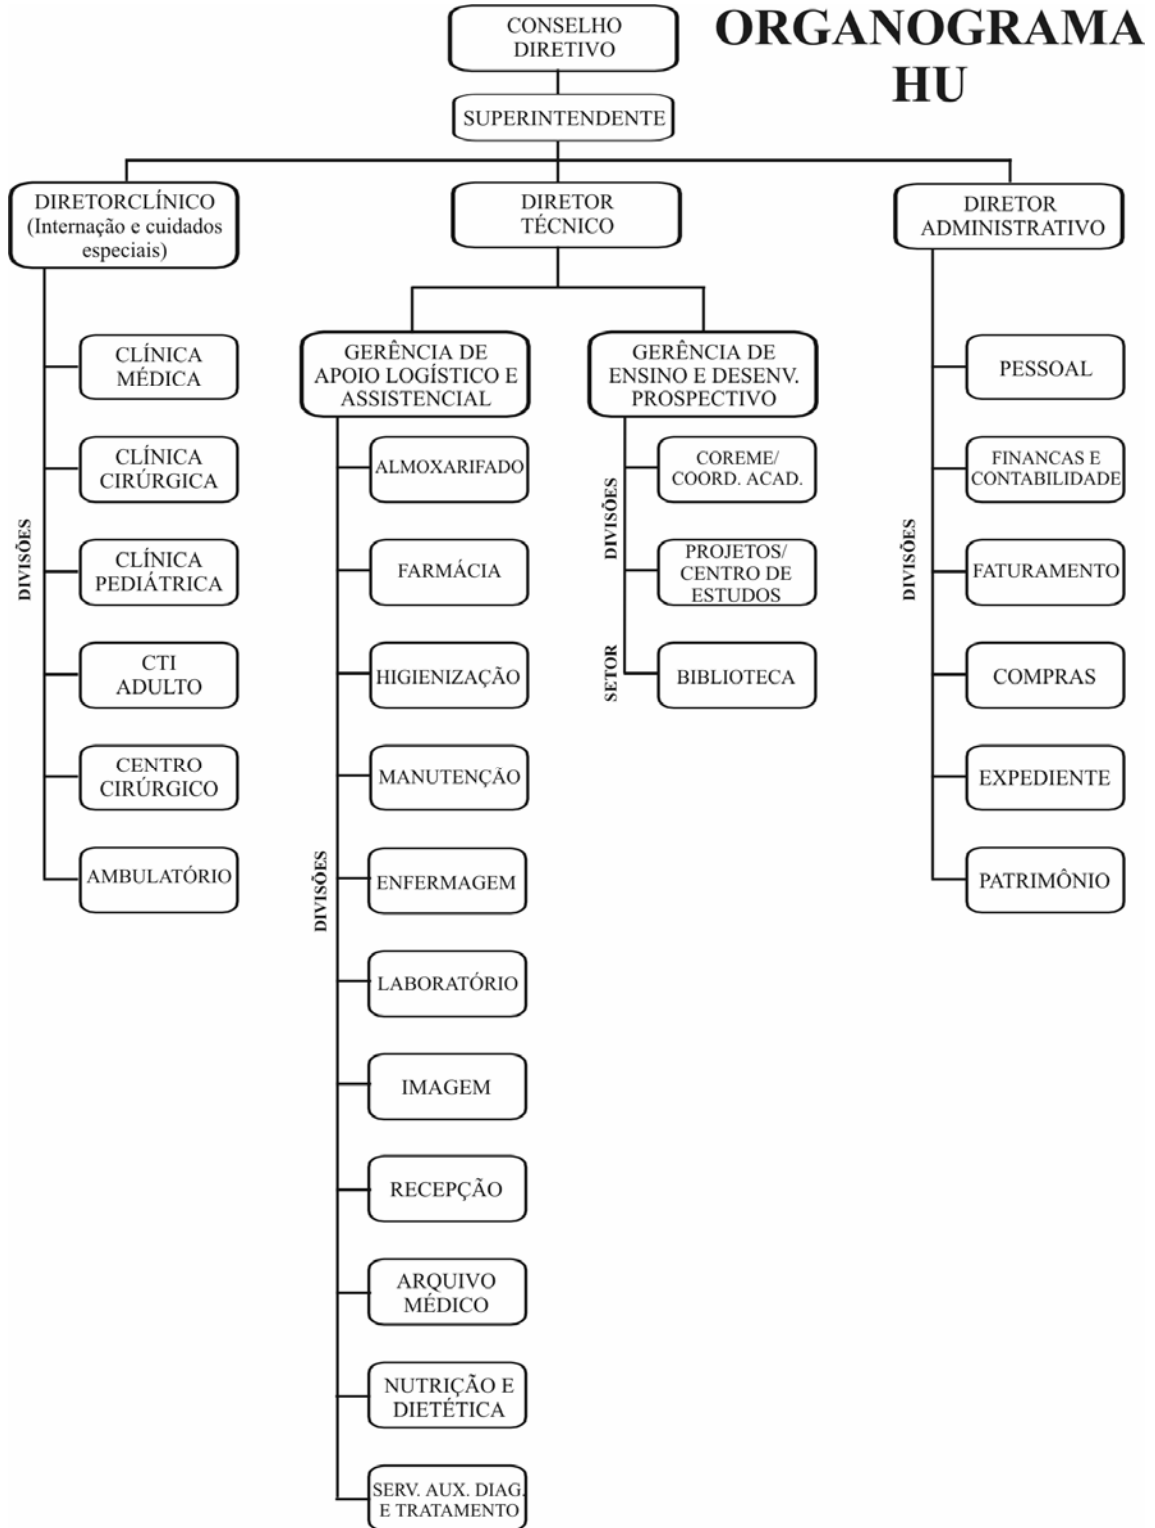 ORGANOGRAMA
HU
CONSELHO
DIRETIVO
SUPERINTENDENTE
DIRETORCLÍNICO
(Internação e cuidados
especiais)
DIRETOR
TÉCNICO
DIRETOR
ADMINISTRATIVO
DIVISÕES
CLÍNICA
MÉDICA
CLÍNICA
CIRÚRGICA
CLÍNICA
PEDIÁTRICA
CTI
ADULTO
CENTRO
CIRÚRGICO
AMBULATÓRIO
GERÊNCIA DE
APOIO LOGÍSTICO E
ASSISTENCIAL
DIVISÕES
ALMOXARIFADO
FARMÁCIA
HIGIENIZAÇÃO
MANUTENÇÃO
ENFERMAGEM
LABORATÓRIO
IMAGEM
RECEPÇÃO
ARQUIVO
MÉDICO
NUTRIÇÃO E
DIETÉTICA
SERV. AUX. DIAG.
E TRATAMENTO
GERÊNCIA DE
ENSINO E DESENV.
PROSPECTIVO
DIVISÕES
COREME/
COORD. ACAD.
PROJETOS/
CENTRO DE
ESTUDOS
SETOR
BIBLIOTECA
DIVISÕES
PESSOAL
FINANCAS E
CONTABILIDADE
FATURAMENTO
COMPRAS
EXPEDIENTE
PATRIMÔNIO